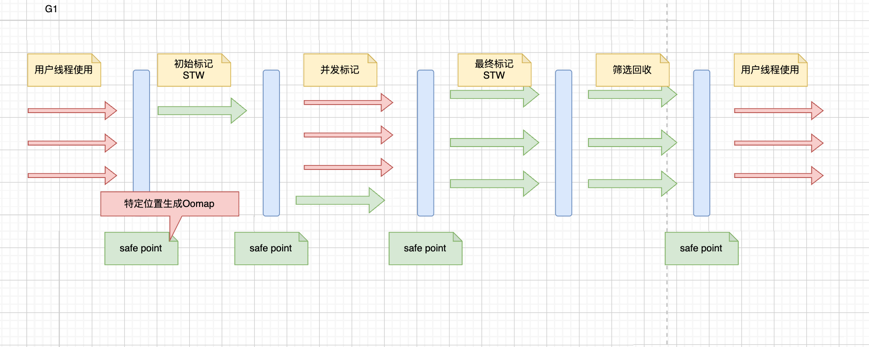 G1
用户线程使用
初始标记
STW
并发标记
最终标记
STW
筛选回收
用户线程使用
特定位置生成Oomap
safe point
safe point
safe point
safe point